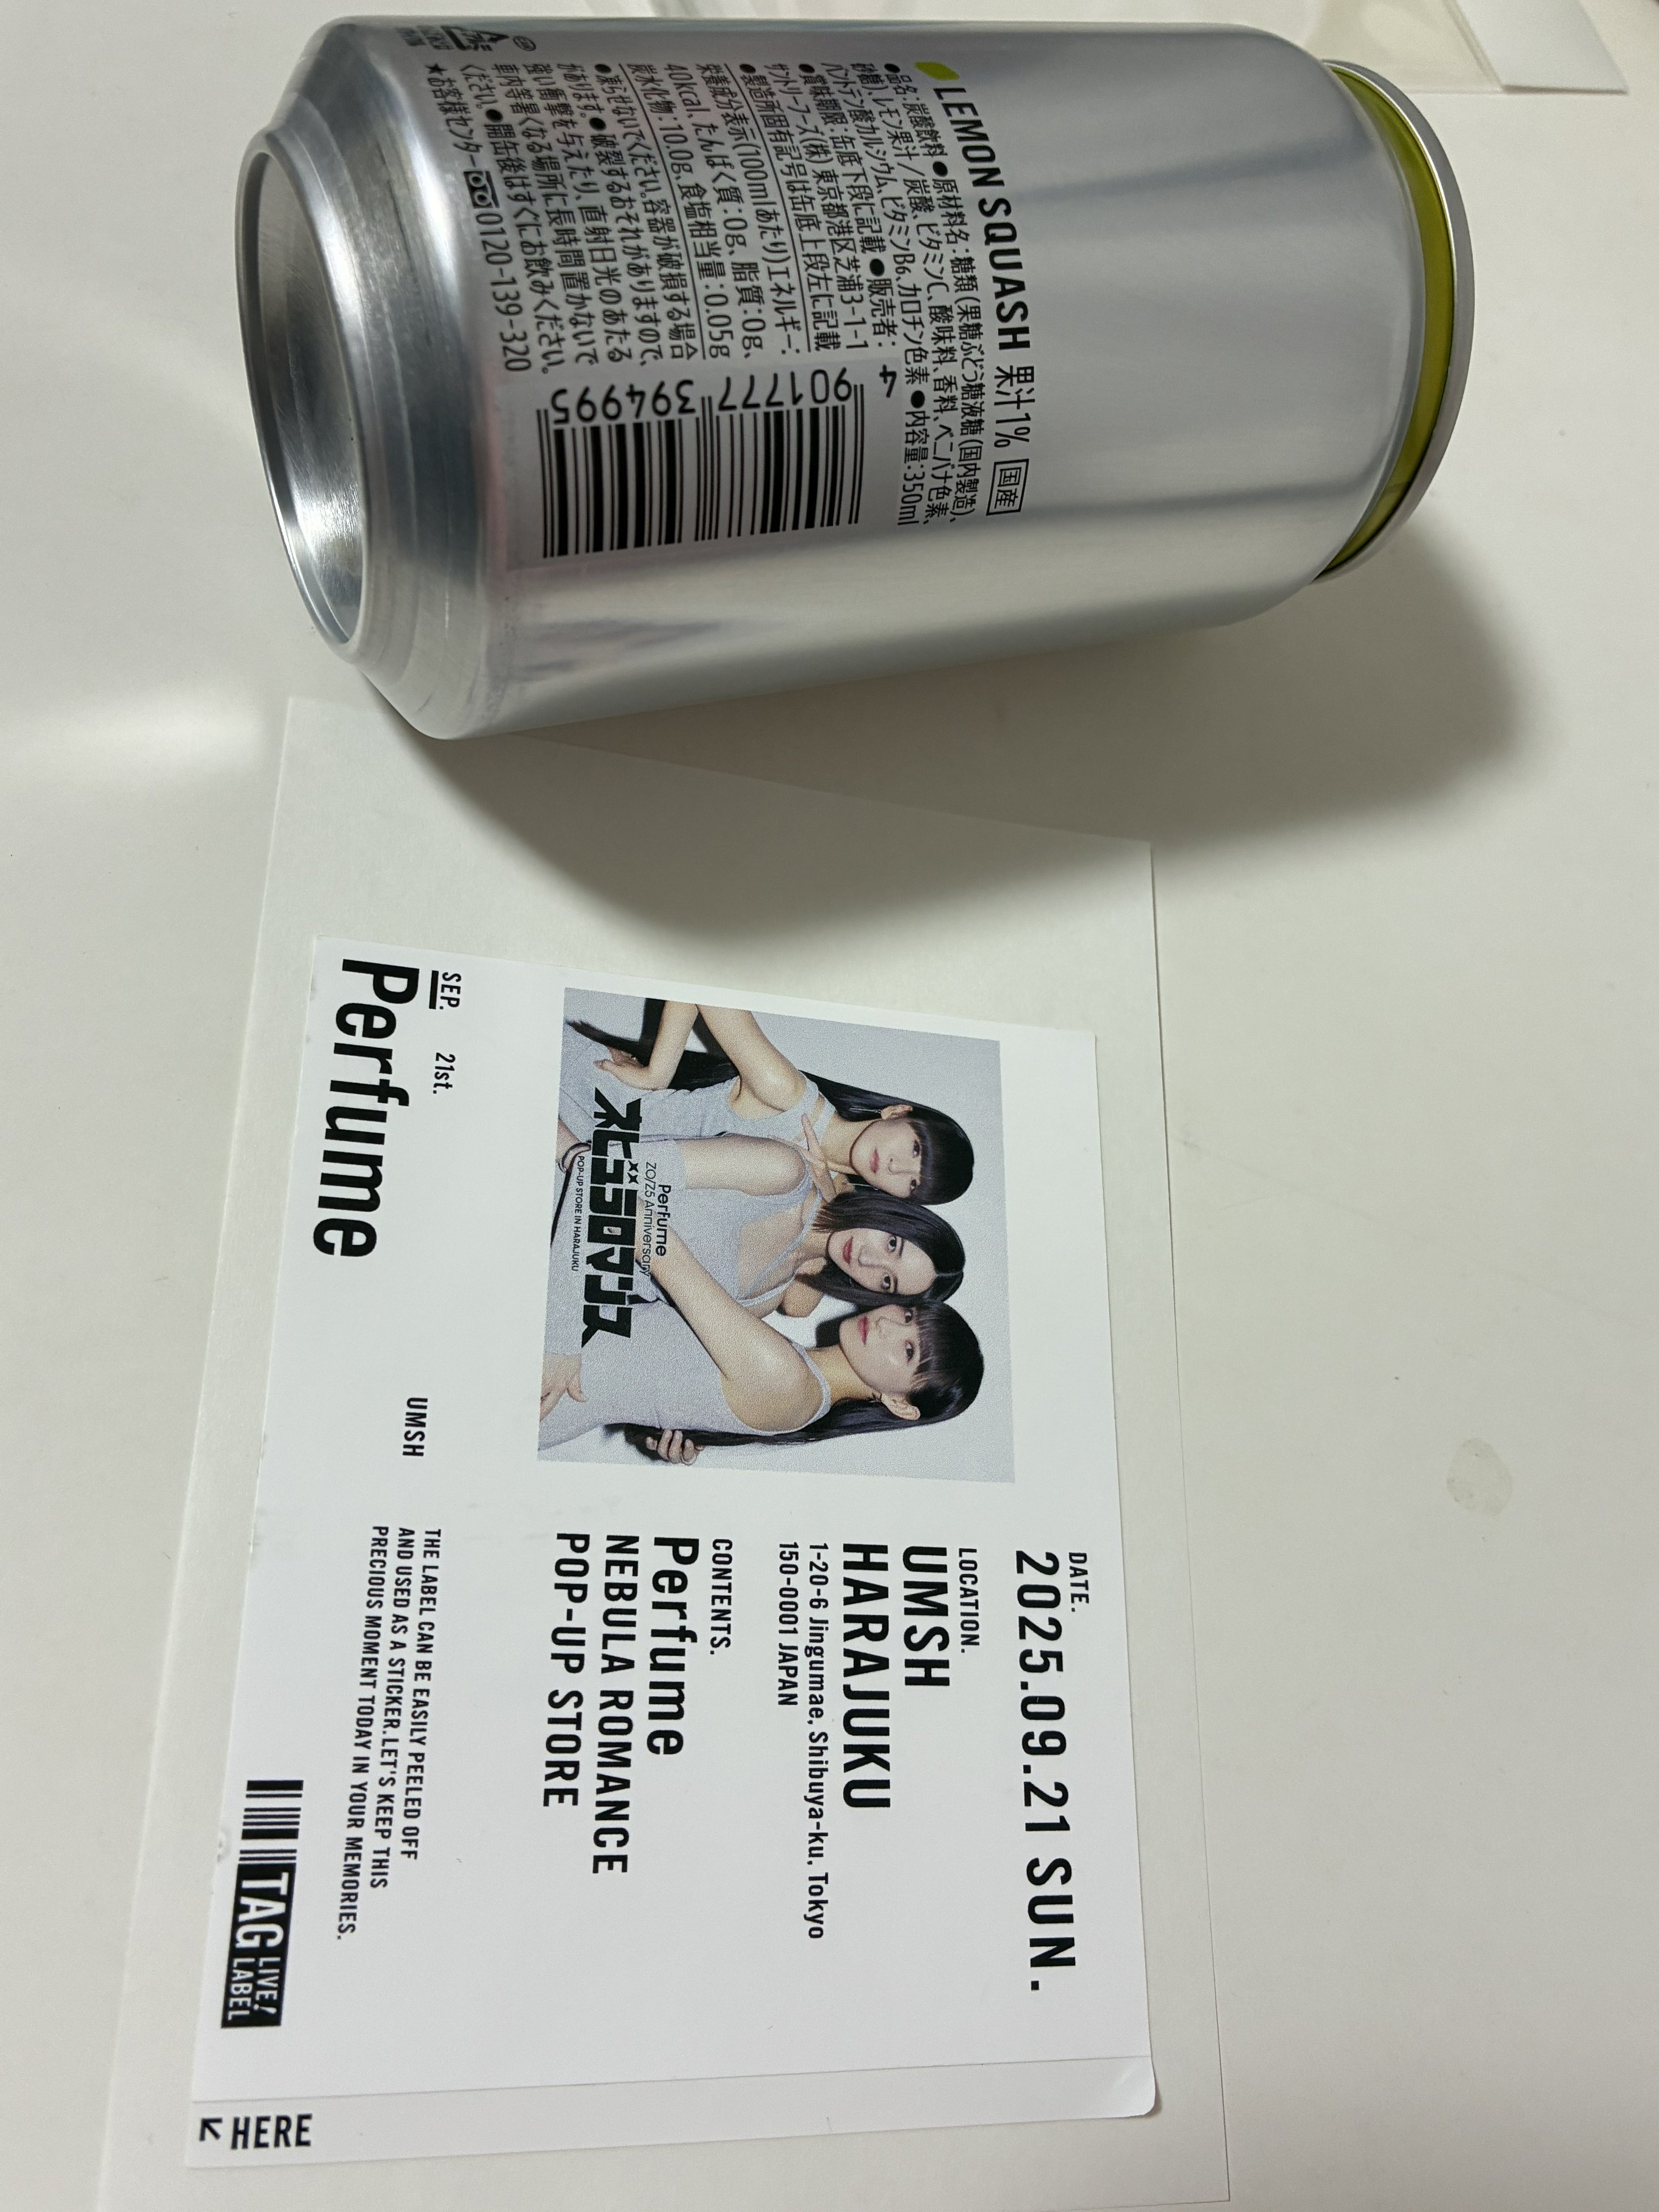 LEMON SQUASH 果汁1% 国産
●品名:炭酸飲料●原材料名:糖類(果糖ぶどう糖液糖(国内製造)、
砂糖)、レモン果汁/炭酸、ビタミンC、酸味料、香料、ベニバナ色素、
パントテン酸カルシウム、ビタミンB6、カロチン色素●内容量:350ml
●賞味期限:缶底下段に記載●販売者:
サントリーフーズ(株)東京都港区芝浦3-1-1
●製造所固有記号は缶底上段左に記載
栄養成分表示(100mlあたり)エネルギー:
40kcal、たんぱく質:0g、脂質:0g、
炭水化物:10.0g、食塩相当量:0.05g
●凍らせないでください。容器が破損する場合
があります。●破裂するおそれがありますので、
強い衝撃を与えたり、直射日光のあたる
車内等暑くなる場所に長時間置かないで
ください。●開缶後はすぐにお飲みください。
★お客様センター 0120-139-320
4 901777 394995
DATE.
2025.09.21 SUN.
LOCATION.
UMSH
HARAJUKU
1-20-6 Jingumae, Shibuya-ku, Tokyo
150-0001 JAPAN
CONTENTS.
Perfume
NEBULA ROMANCE
POP-UP STORE
Perfume
ZO/Z5 Anniversary
ネビュラロマンス
POP-UP STORE IN HARAJUKU
SEP. 21st.
Perfume
UMSH
THE LABEL CAN BE EASILY PEELED OFF
AND USED AS A STICKER.LET'S KEEP THIS
PRECIOUS MOMENT TODAY IN YOUR MEMORIES.
TAG LIVE!
LABEL
↖ HERE